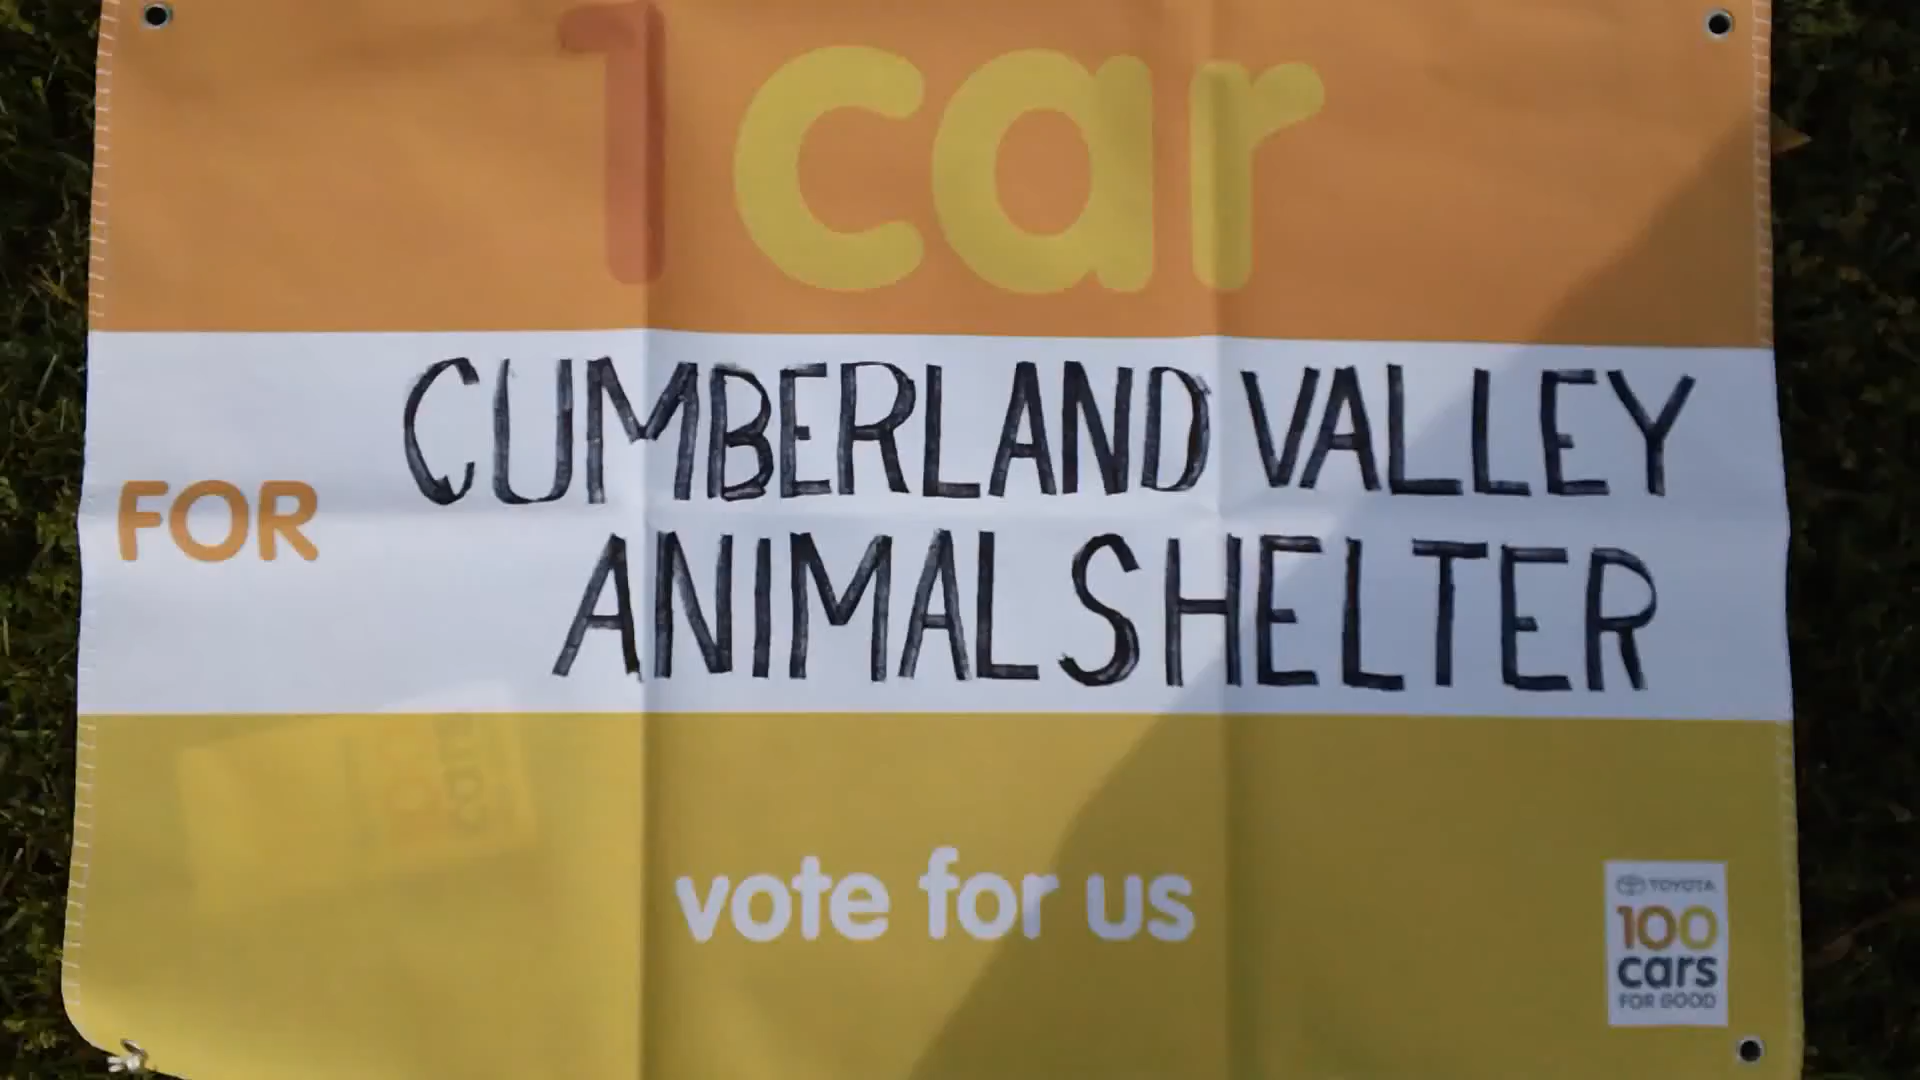 1 car
CUMBERLAND VALLEY
FOR
ANIMAL SHELTER
vote for us
TOYOTA
100
cars
FOR GOOD